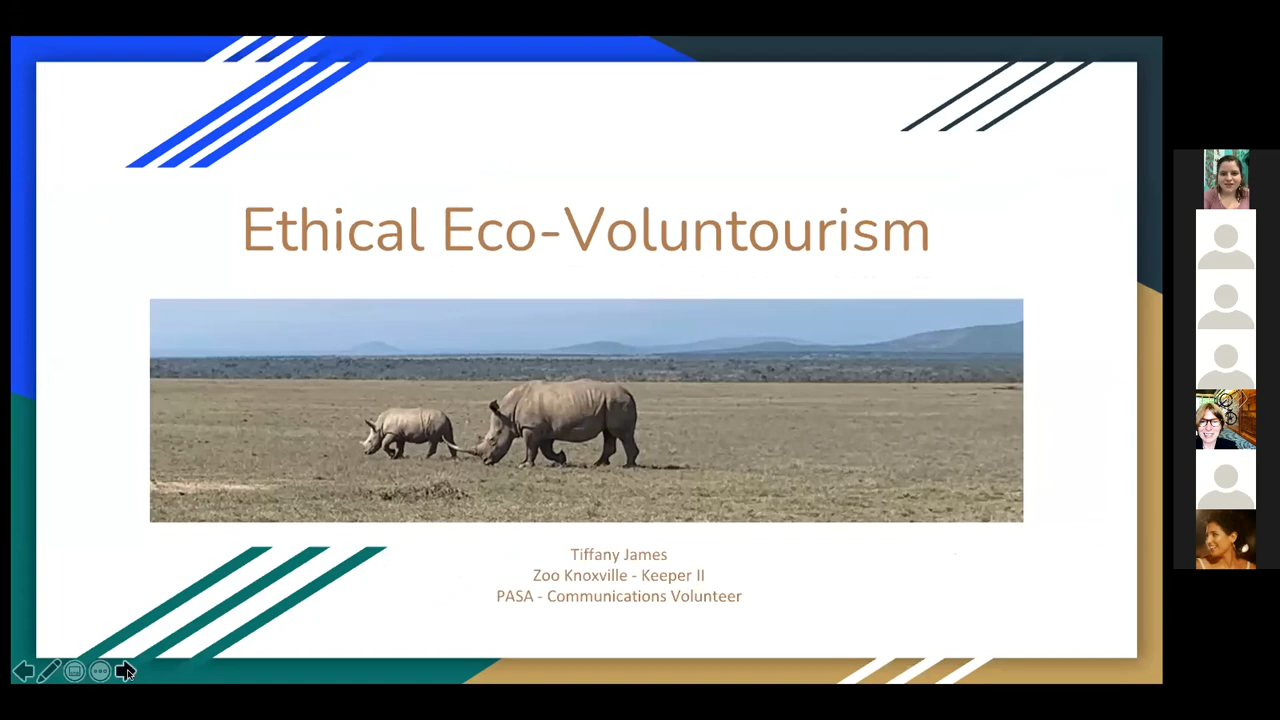 Ethical Eco-Voluntourism
Tiffany James
Zoo Knoxville - Keeper II
PASA - Communications Volunteer